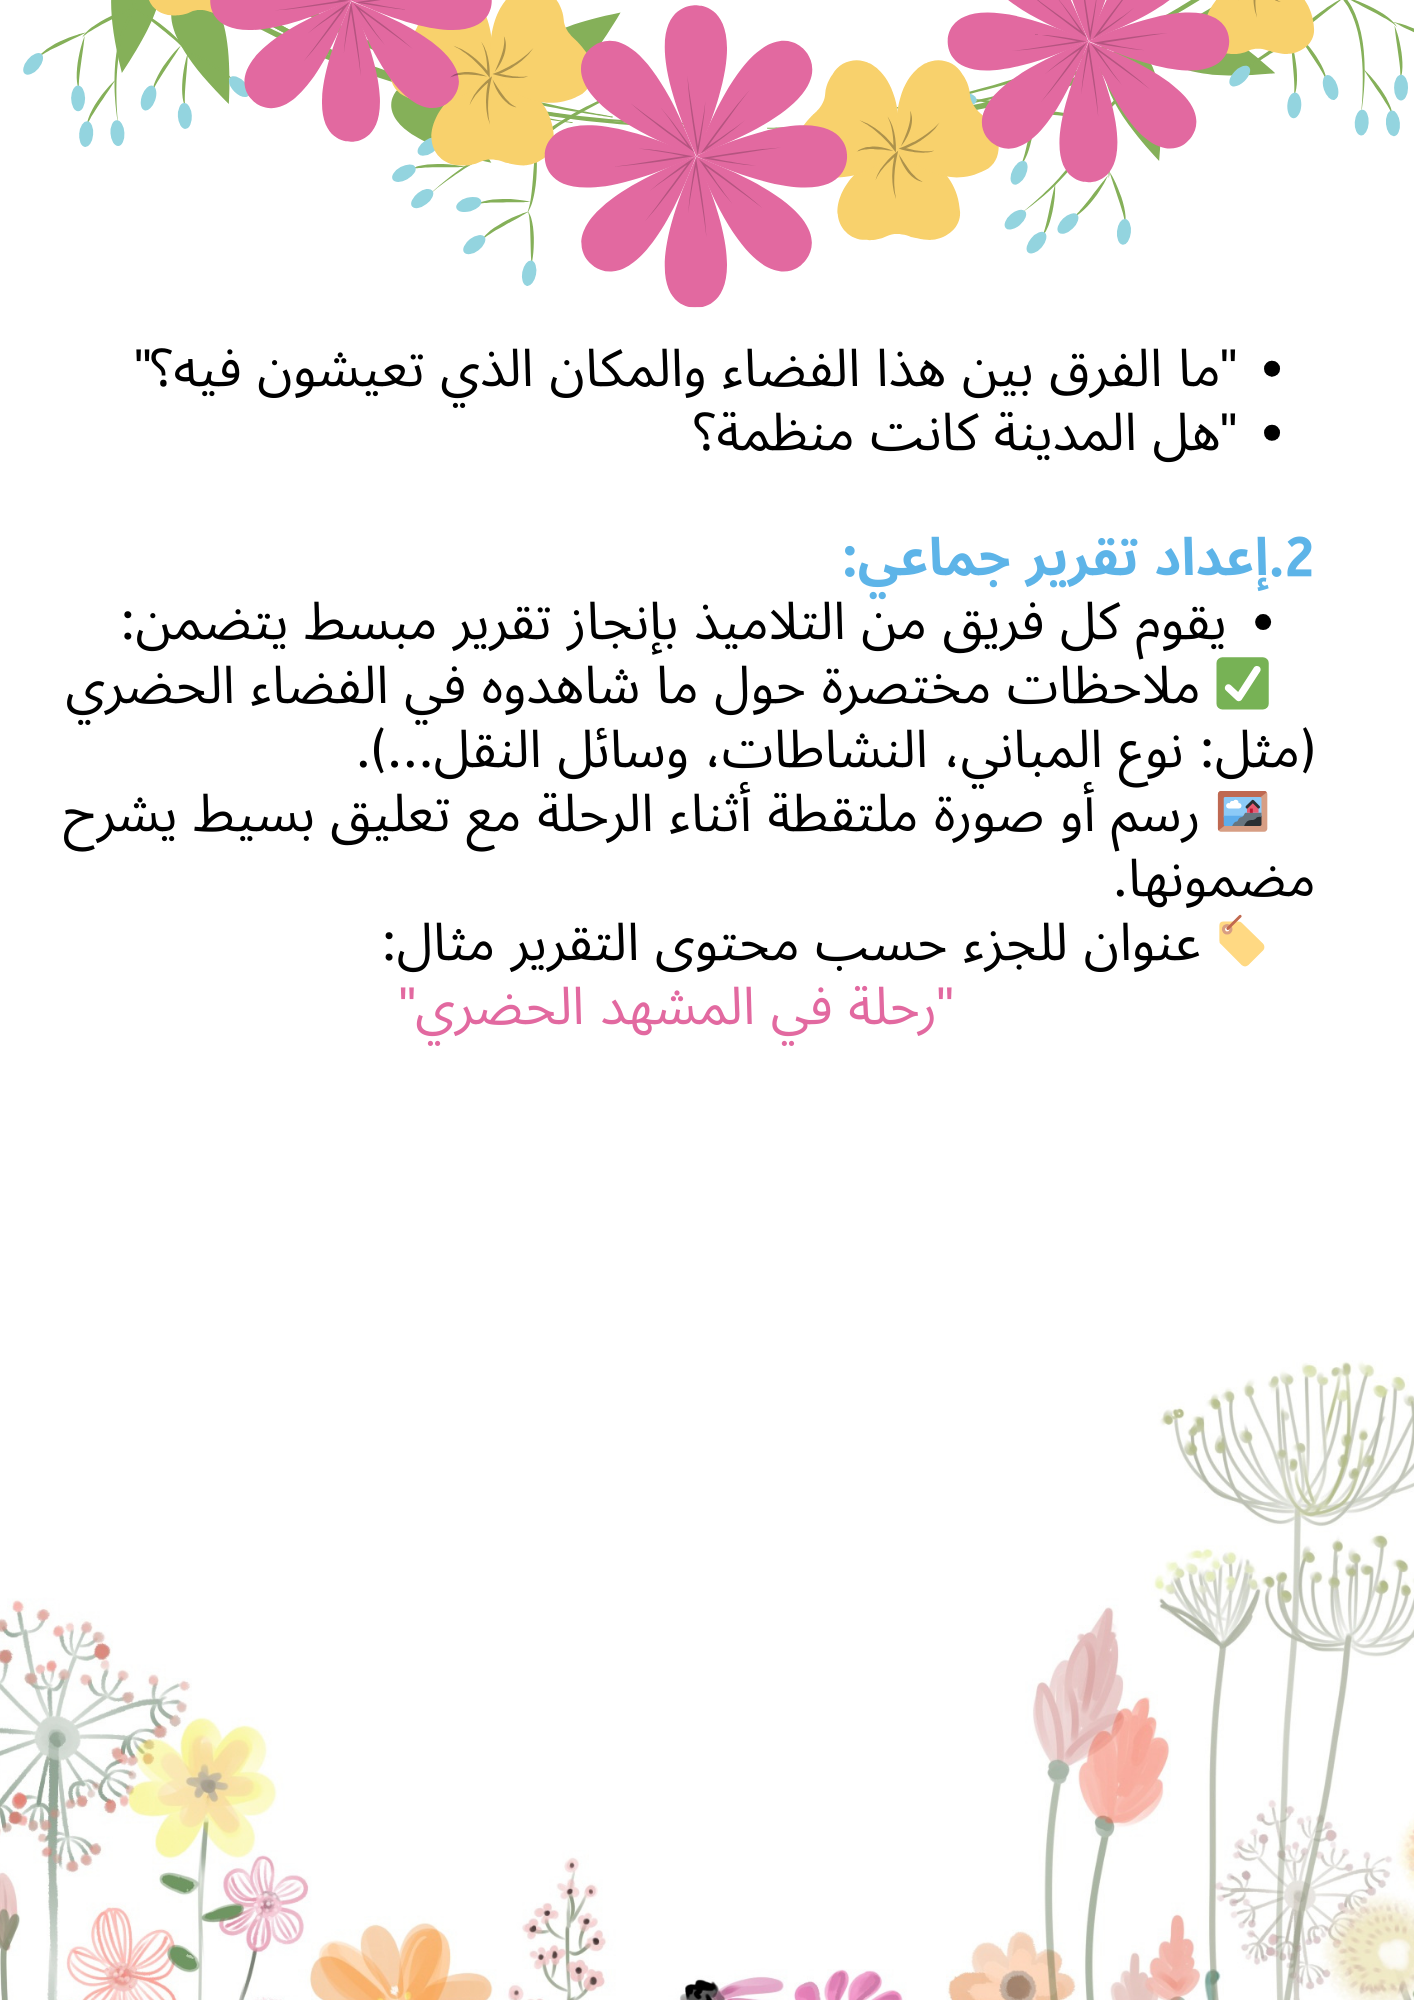 • "ما الفرق بين هذا الفضاء والمكان الذي تعيشون فيه؟"
• "هل المدينة كانت منظمة؟
2.إعداد تقرير جماعي:
• يقوم كل فريق من التلاميذ بإنجاز تقرير مبسط يتضمن:
✅ ملاحظات مختصرة حول ما شاهدوه في الفضاء الحضري
(مثل: نوع المباني، النشاطات، وسائل النقل...).
🖼️ رسم أو صورة ملتقطة أثناء الرحلة مع تعليق بسيط يشرح
مضمونها.
🏷️ عنوان للجزء حسب محتوى التقرير مثال:
"رحلة في المشهد الحضري"